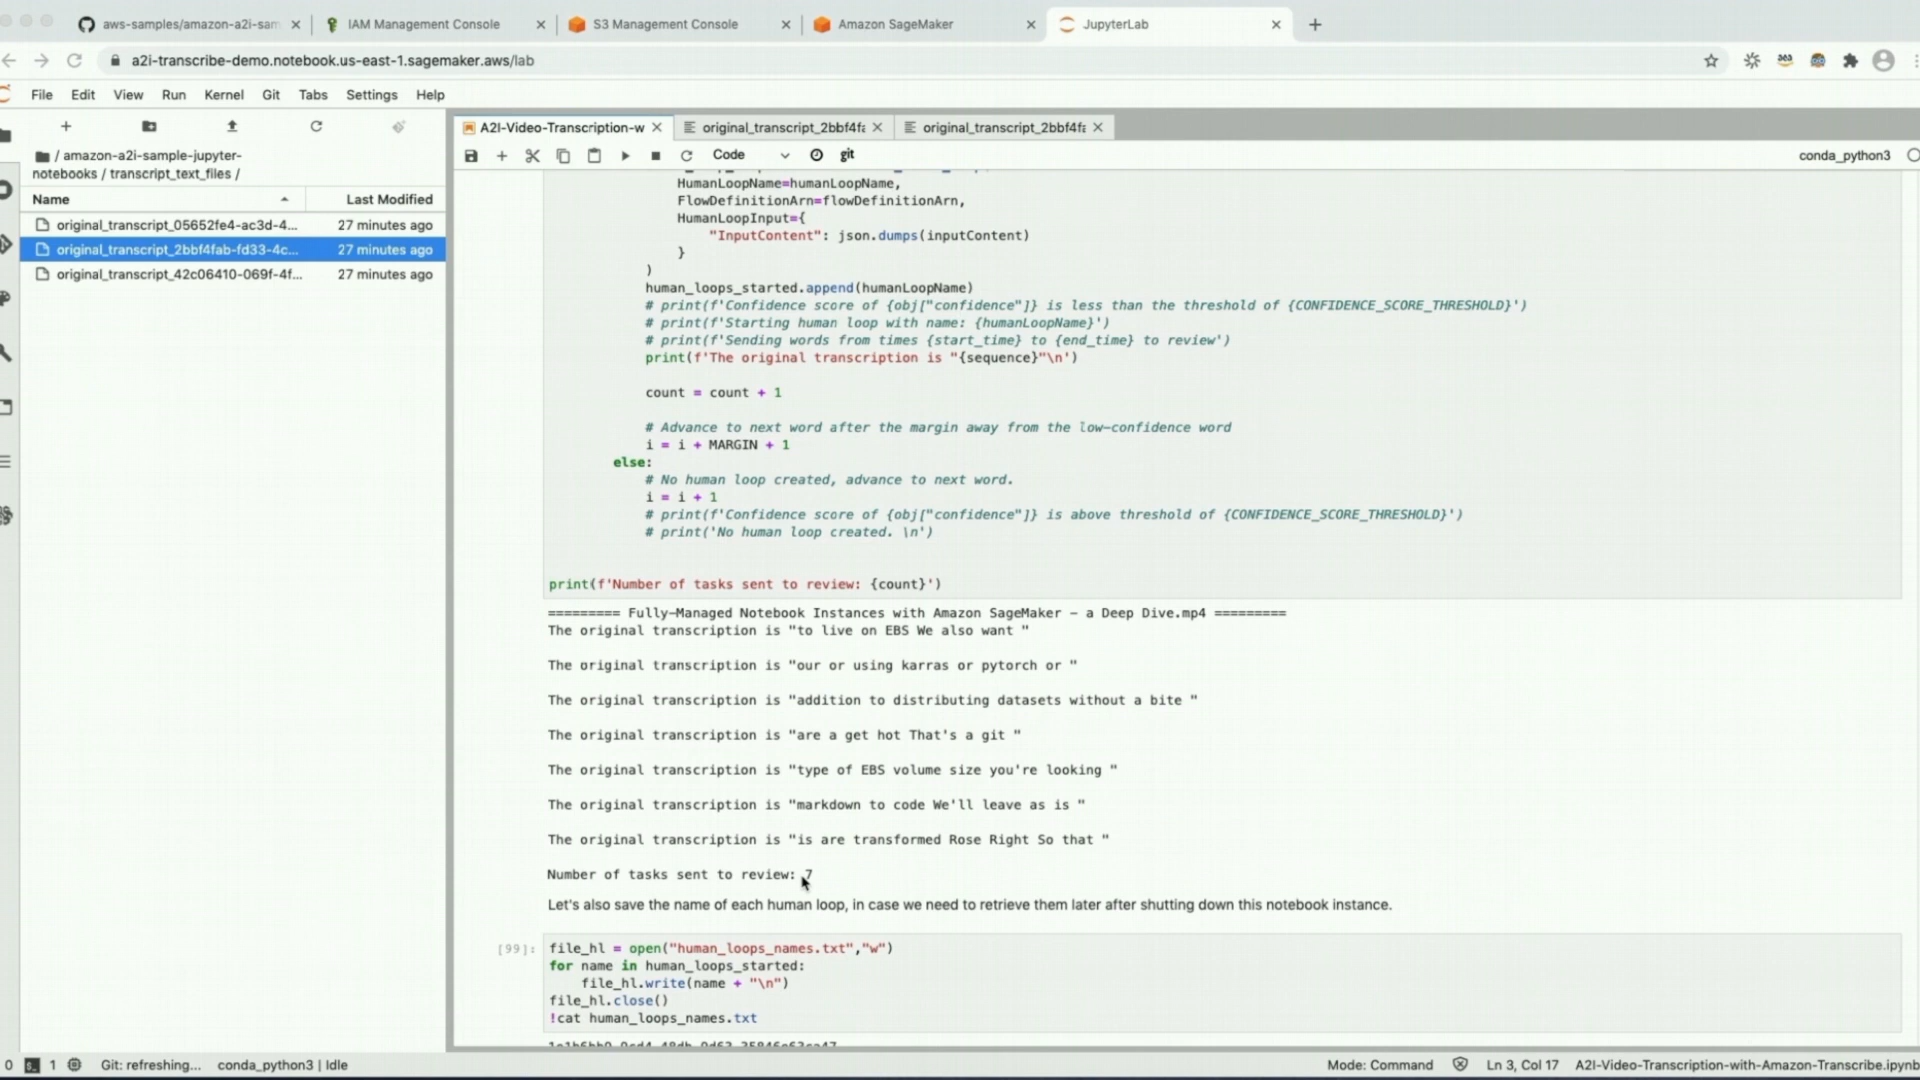 aws-samples/amazon-a2i-sam
IAM Management Console
S3 Management Console
Amazon SageMaker
JupyterLab
a2i-transcribe-demo.notebook.us-east-1.sagemaker.aws/lab
File Edit View Run Kernel Git Tabs Settings Help
A2I-Video-Transcription-w
original_transcript_2bbf4fa
original_transcript_2bbf4fa
Code
git
conda_python3
/ amazon-a2i-sample-jupyter-
notebooks / transcript_text_files /
Name Last Modified
original_transcript_05652fe4-ac3d-4... 27 minutes ago
original_transcript_2bbf4fab-fd33-4c... 27 minutes ago
original_transcript_42c06410-069f-4f... 27 minutes ago
HumanLoopName=humanLoopName,
FlowDefinitionArn=flowDefinitionArn,
HumanLoopInput={
"InputContent": json.dumps(inputContent)
}
)
human_loops_started.append(humanLoopName)
# print(f'Confidence score of {obj["confidence"]} is less than the threshold of {CONFIDENCE_SCORE_THRESHOLD}')
# print(f'Starting human loop with name: {humanLoopName}')
# print(f'Sending words from times {start_time} to {end_time} to review')
print(f'The original transcription is "{sequence}"\n')
count = count + 1
# Advance to next word after the margin away from the low-confidence word
i = i + MARGIN + 1
else:
# No human loop created, advance to next word.
i = i + 1
# print(f'Confidence score of {obj["confidence"]} is above threshold of {CONFIDENCE_SCORE_THRESHOLD}')
# print('No human loop created. \n')
print(f'Number of tasks sent to review: {count}')
========= Fully-Managed Notebook Instances with Amazon SageMaker - a Deep Dive.mp4 =========
The original transcription is "to live on EBS We also want "
The original transcription is "our or using karras or pytorch or "
The original transcription is "addition to distributing datasets without a bite "
The original transcription is "are a get hot That's a git "
The original transcription is "type of EBS volume size you're looking "
The original transcription is "markdown to code We'll leave as is "
The original transcription is "is are transformed Rose Right So that "
Number of tasks sent to review: 7
Let's also save the name of each human loop, in case we need to retrieve them later after shutting down this notebook instance.
[99]:
file_hl = open("human_loops_names.txt","w")
for name in human_loops_started:
file_hl.write(name + "\n")
file_hl.close()
!cat human_loops_names.txt
0 1 Git: refreshing... conda_python3 | Idle
Mode: Command Ln 3, Col 17 A2I-Video-Transcription-with-Amazon-Transcribe.ipynb